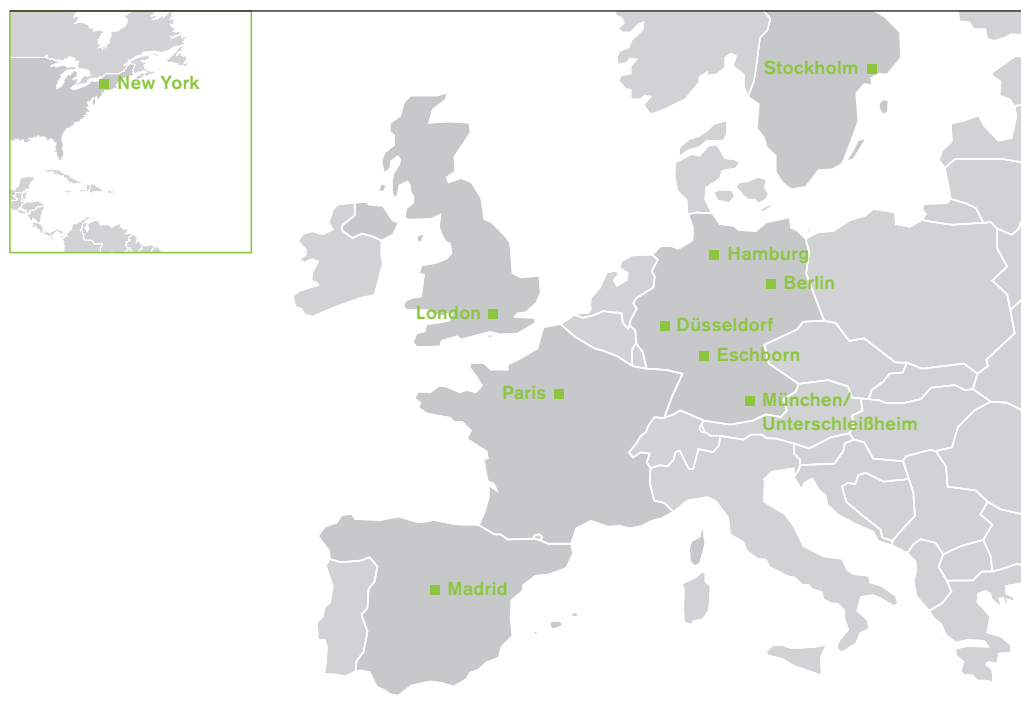 New York
Stockholm
Hamburg
Berlin
London
Düsseldorf
Eschborn
Paris
München/
Unterschleißheim
Madrid